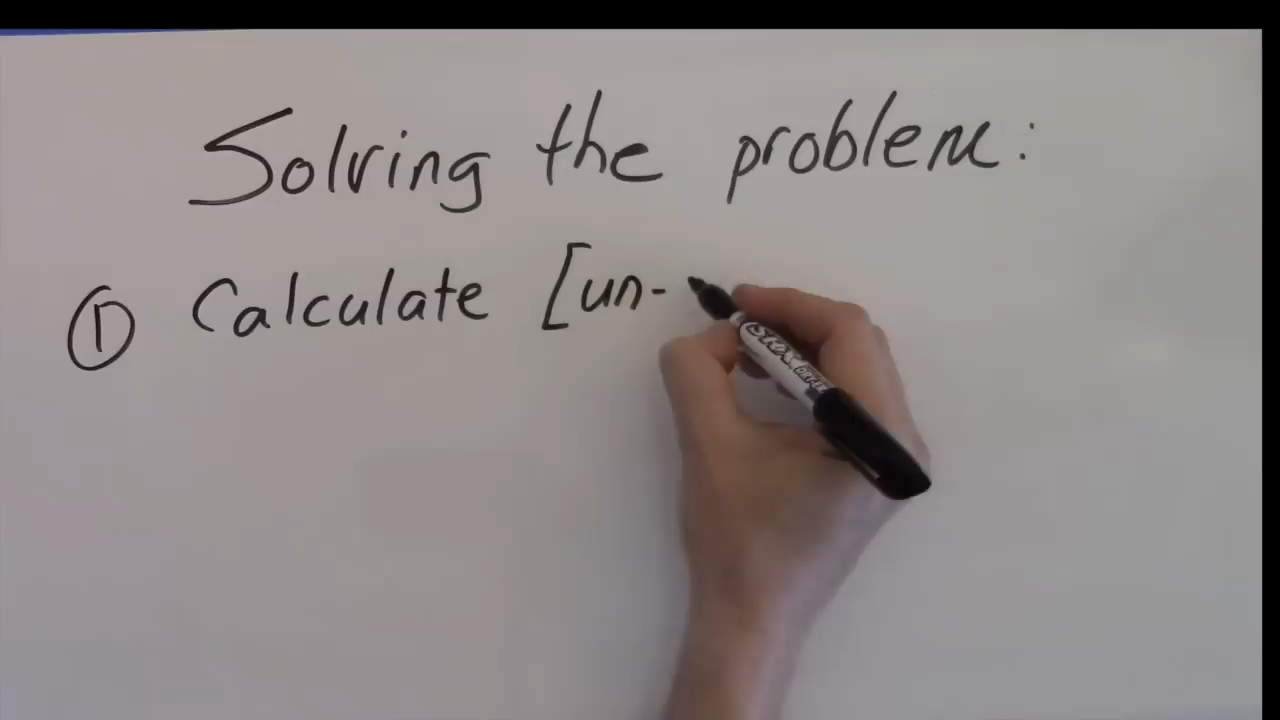 Solving the problem:
① Calculate [un-